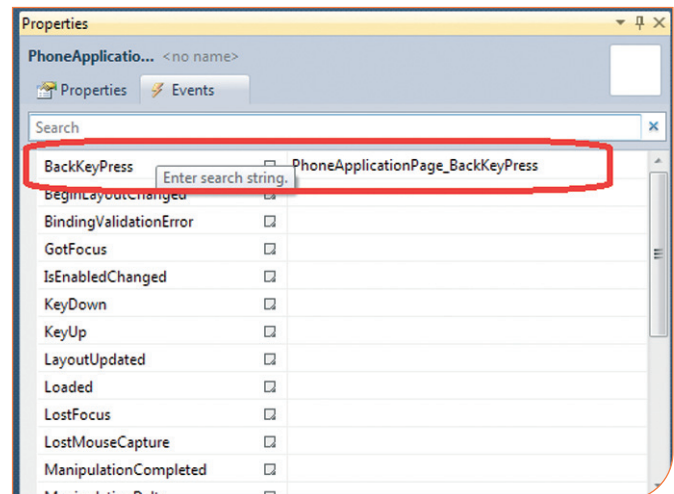 Properties
PhoneApplicatio... <no name>
Properties Events
Search
BackKeyPress PhoneApplicationPage_BackKeyPress
Enter search string.
BeginLayoutChanged
BindingValidationError
GotFocus
IsEnabledChanged
KeyDown
KeyUp
LayoutUpdated
Loaded
LostFocus
LostMouseCapture
ManipulationCompleted